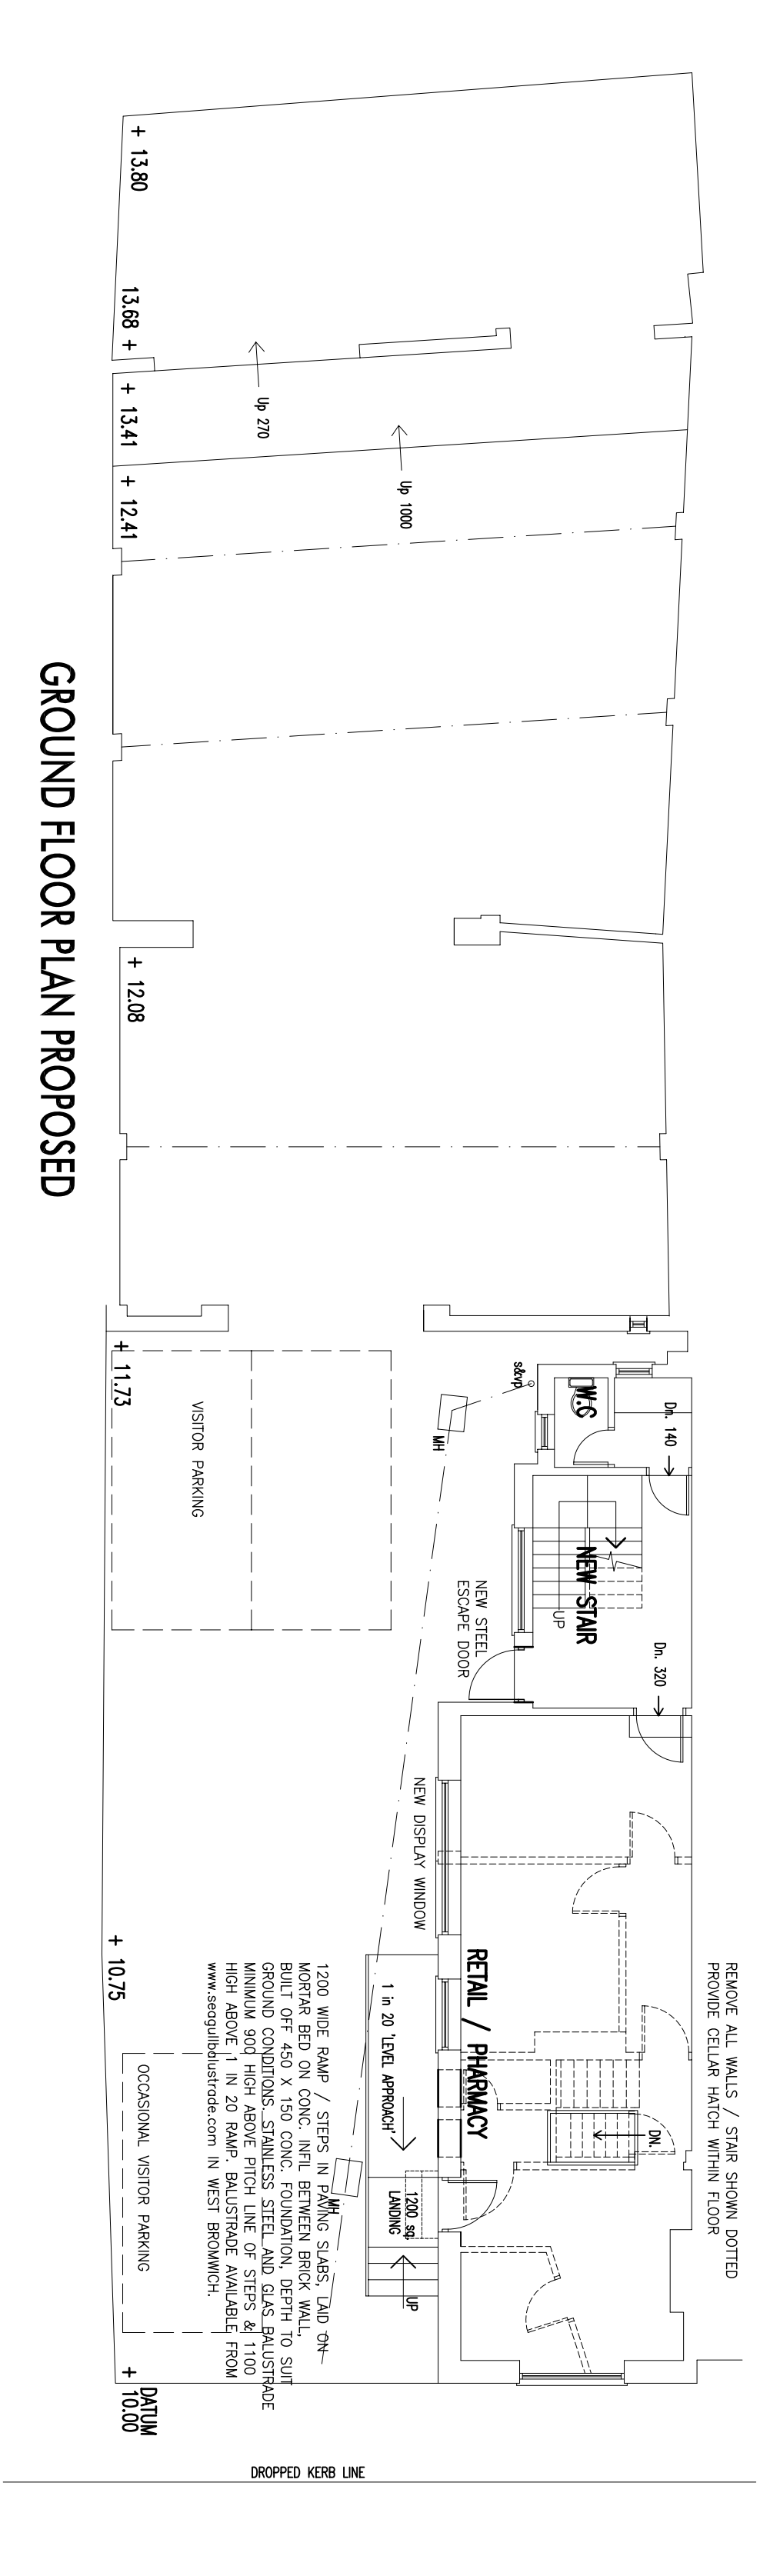 GROUND FLOOR PLAN PROPOSED
+ 13.80
13.68 +
+ 13.41
+ 12.41
Up 270
Up 1000
+ 12.08
+ 11.73
VISITOR PARKING
s&vp
MH
W.C
Dn. 140
NEW STAIR
UP
Dn. 320
NEW STEEL
ESCAPE DOOR
NEW DISPLAY WINDOW
RETAIL / PHARMACY
REMOVE ALL WALLS / STAIR SHOWN DOTTED
PROVIDE CELLAR HATCH WITHIN FLOOR
DN.
1 in 20 'LEVEL APPROACH'
1200 sq.
LANDING
UP
MH
1200 WIDE RAMP / STEPS IN PAVING SLABS, LAID ON
MORTAR BED ON CONC. INFIL BETWEEN BRICK WALL,
BUILT OFF 450 X 150 CONC. FOUNDATION, DEPTH TO SUIT
GROUND CONDITIONS. STAINLESS STEEL AND GLAS BALUSTRADE
MINIMUM 900 HIGH ABOVE PITCH LINE OF STEPS & 1100
HIGH ABOVE 1 IN 20 RAMP. BALUSTRADE AVAILABLE FROM
www.seagullbalustrade.com IN WEST BROMWICH.
+ 10.75
OCCASIONAL VISITOR PARKING
DATUM
+ 10.00
DROPPED KERB LINE